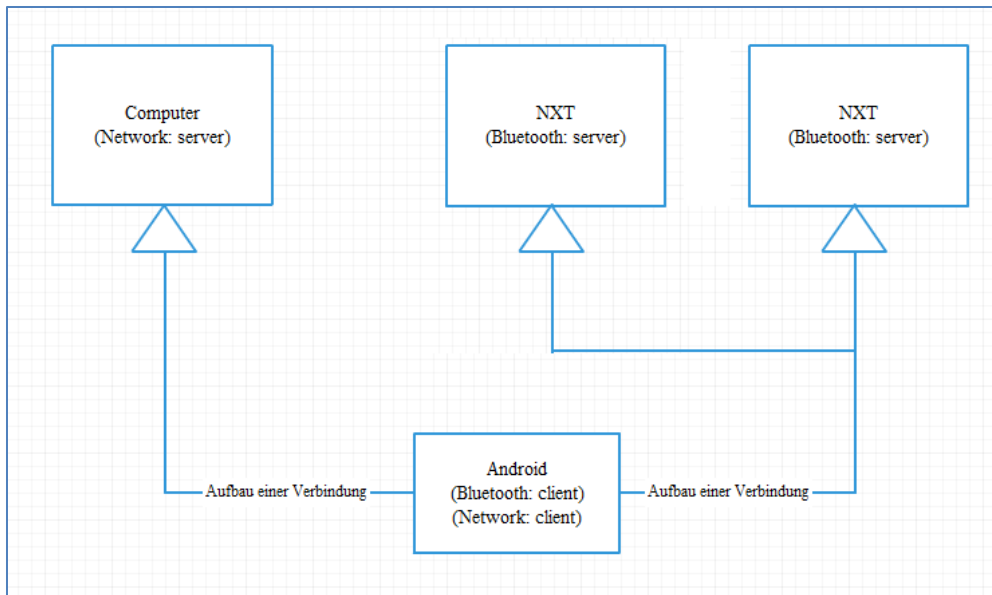 Computer
(Network: server)
NXT
(Bluetooth: server)
NXT
(Bluetooth: server)
Aufbau einer Verbindung
Android
(Bluetooth: client)
(Network: client)
Aufbau einer Verbindung